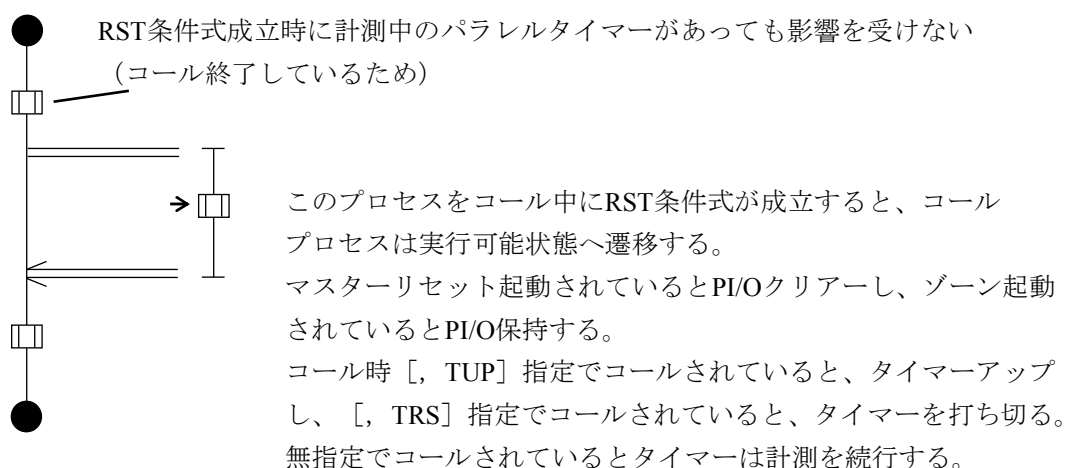 RST条件式成立時に計測中のパラレルタイマーがあっても影響を受けない
（コール終了しているため）
このプロセスをコール中にRST条件式が成立すると、コール
プロセスは実行可能状態へ遷移する。
マスターリセット起動されているとPI/Oクリアーし、ゾーン起動
されているとPI/O保持する。
コール時［，TUP］指定でコールされていると、タイマーアップ
し、［，TRS］指定でコールされていると、タイマーを打ち切る。
無指定でコールされているとタイマーは計測を続行する。